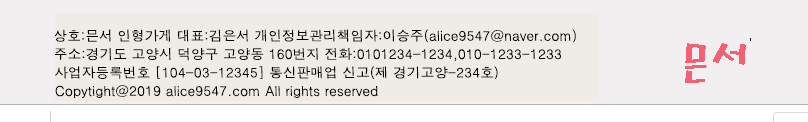 상호:문서 인형가게 대표:김은서 개인정보관리책임자:이승주(alice9547@naver.com)
주소:경기도 고양시 덕양구 고양동 160번지 전화:0101234-1234,010-1233-1233
사업자등록번호 [104-03-12345] 통신판매업 신고(제 경기고양-234호)
Copytight@2019 alice9547.com All rights reserved
문서